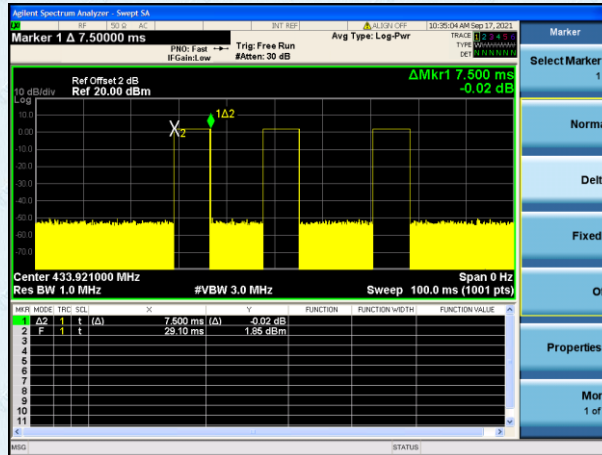 Agilent Spectrum Analyzer - Swept SA
RF 50 Ω AC INT REF ALIGN OFF 10:35:04 AM Sep 17, 2021
Marker 1 Δ 7.50000 ms
PNO: Fast Trig: Free Run
IFGain:Low #Atten: 30 dB
Avg Type: Log-Pwr
TRACE 1 2 3 4 5 6
TYPE W
DET N N N N N N
Ref Offset 2 dB
10 dB/div Ref 20.00 dBm
Log
ΔMkr1 7.500 ms
-0.02 dB
10.0
0.00
-10.0
-20.0
-30.0
-40.0
-50.0
-60.0
-70.0
X2
1Δ2
Center 433.921000 MHz Span 0 Hz
Res BW 1.0 MHz #VBW 3.0 MHz Sweep 100.0 ms (1001 pts)
MKR MODE TRC SCL X Y FUNCTION FUNCTION WIDTH FUNCTION VALUE
1 Δ2 1 t (Δ) 7.500 ms (Δ) -0.02 dB
2 F 1 t 29.10 ms 1.85 dBm
3
4
5
6
7
8
9
10
11
MSG STATUS
Marker
Select Marker
1
Norma
Delt
Fixed
O
Properties
Mor
1 of